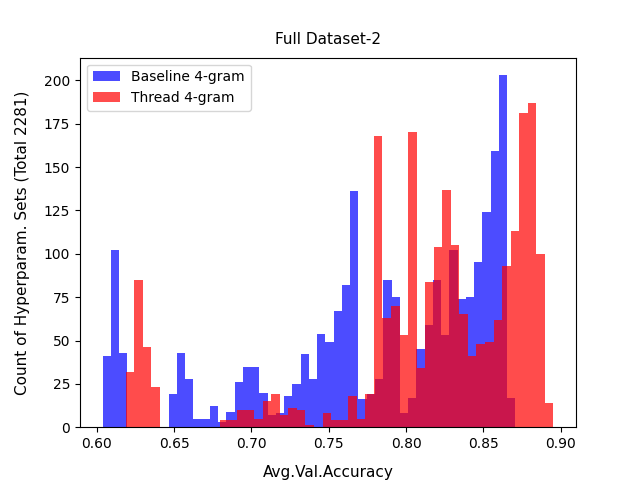 Full Dataset-2
Baseline 4-gram
Thread 4-gram
Count of Hyperparam. Sets (Total 2281)
200
175
150
125
100
75
50
25
0
0.60 0.65 0.70 0.75 0.80 0.85 0.90
Avg.Val.Accuracy